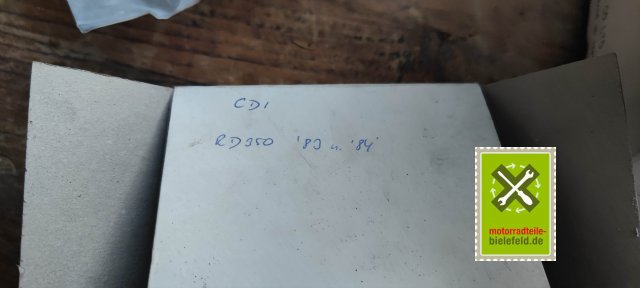 CDI
RD350 '83 u. '84
motorradteile-
bielefeld.de